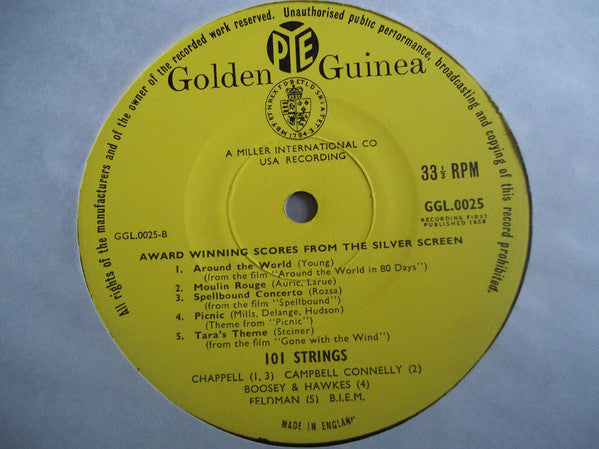 All rights of the manufacturers and of the owner of the recorded work reserved. Unauthorised public performance, broadcasting and copying of this record prohibited.
PYE
Golden Guinea
A MILLER INTERNATIONAL CO
USA RECORDING
33⅓ RPM
GGL.0025
RECORDING FIRST
PUBLISHED 1958
GGL.0025-B
AWARD WINNING SCORES FROM THE SILVER SCREEN
1. Around the World (Young)
(from the film "Around the World in 80 Days")
2. Moulin Rouge (Auric, Larue)
3. Spellbound Concerto (Rozsa)
(from the film "Spellbound")
4. Picnic (Mills, Delange, Hudson)
(Theme from "Picnic")
5. Tara's Theme (Steiner)
(from the film "Gone with the Wind")
101 STRINGS
CHAPPELL (1, 3) CAMPBELL CONNELLY (2)
BOOSEY & HAWKES (4)
FELDMAN (5) B.I.E.M.
MADE IN ENGLAND